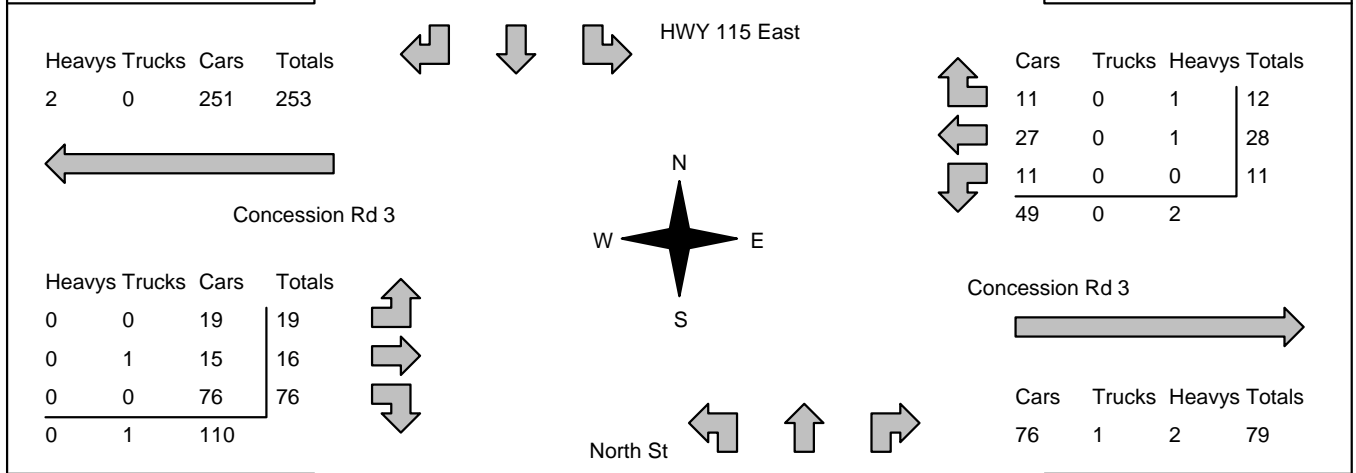 HWY 115 East
Heavys Trucks Cars Totals
2 0 251 253
Cars Trucks Heavys Totals
11 0 1 12
27 0 1 28
11 0 0 11
49 0 2
Concession Rd 3
N
W E
S
Heavys Trucks Cars Totals
0 0 19 19
0 1 15 16
0 0 76 76
0 1 110
Concession Rd 3
Cars Trucks Heavys Totals
76 1 2 79
North St